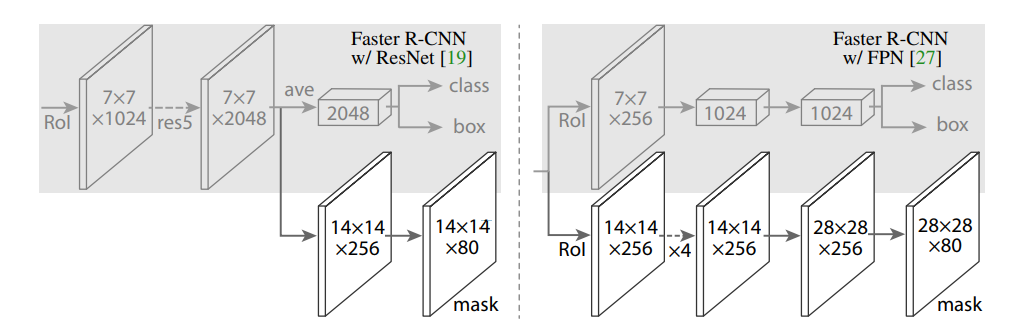 Faster R-CNN
w/ ResNet [19]
RoI
7×7
×1024
res5
7×7
×2048
ave
2048
class
box
14×14
×256
14×14
×80
mask
Faster R-CNN
w/ FPN [27]
RoI
7×7
×256
1024
1024
class
box
RoI
14×14
×256
×4
14×14
×256
28×28
×256
28×28
×80
mask